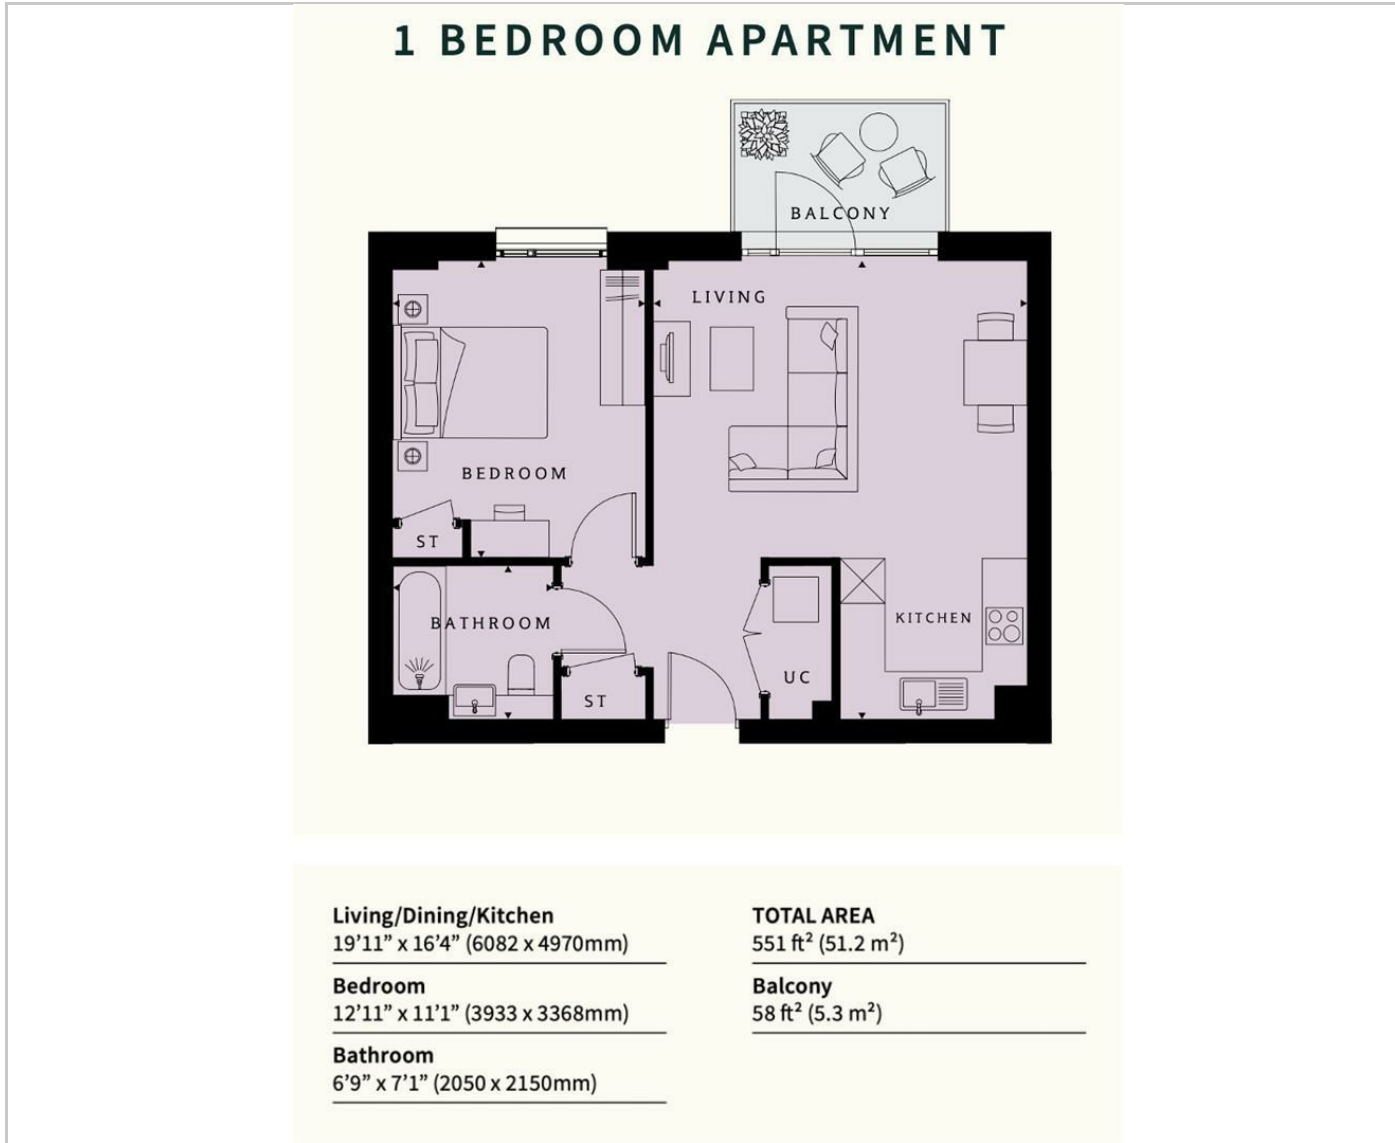 1 BEDROOM APARTMENT
BALCONY
LIVING
BEDROOM
ST
BATHROOM
KITCHEN
UC
ST
Living/Dining/Kitchen
19’11” x 16’4” (6082 x 4970mm)
Bedroom
12’11” x 11’1” (3933 x 3368mm)
Bathroom
6’9” x 7’1” (2050 x 2150mm)
TOTAL AREA
551 ft² (51.2 m²)
Balcony
58 ft² (5.3 m²)